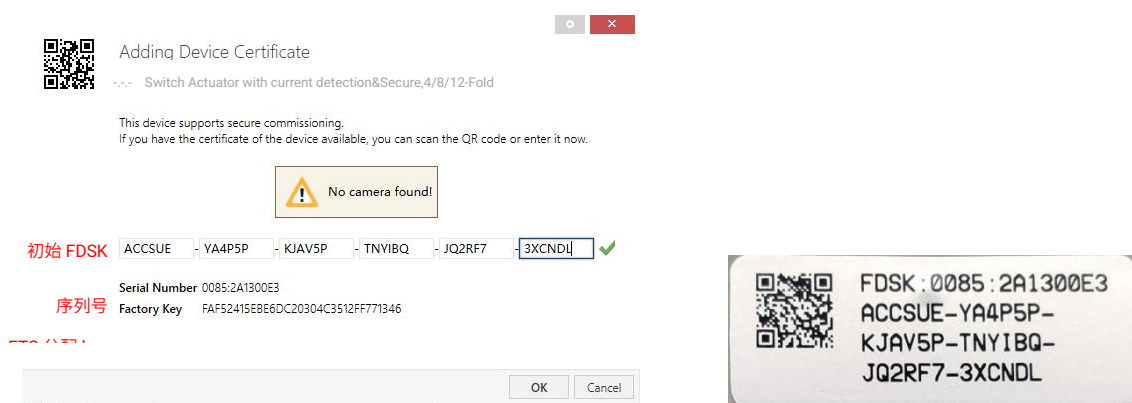 Adding Device Certificate
-.-.- Switch Actuator with current detection&Secure,4/8/12-Fold
This device supports secure commissioning.
If you have the certificate of the device available, you can scan the QR code or enter it now.
No camera found!
初始 FDSK ACCSUE - YA4P5P - KJAV5P - TNYIBQ - JQ2RF7 - 3XCNDL
Serial Number 0085:2A1300E3
序列号
Factory Key FAF52415EBE6DC20304C3512FF771346
OK Cancel
FDSK:0085:2A1300E3
ACCSUE-YA4P5P-
KJAV5P-TNYIBQ-
JQ2RF7-3XCNDL